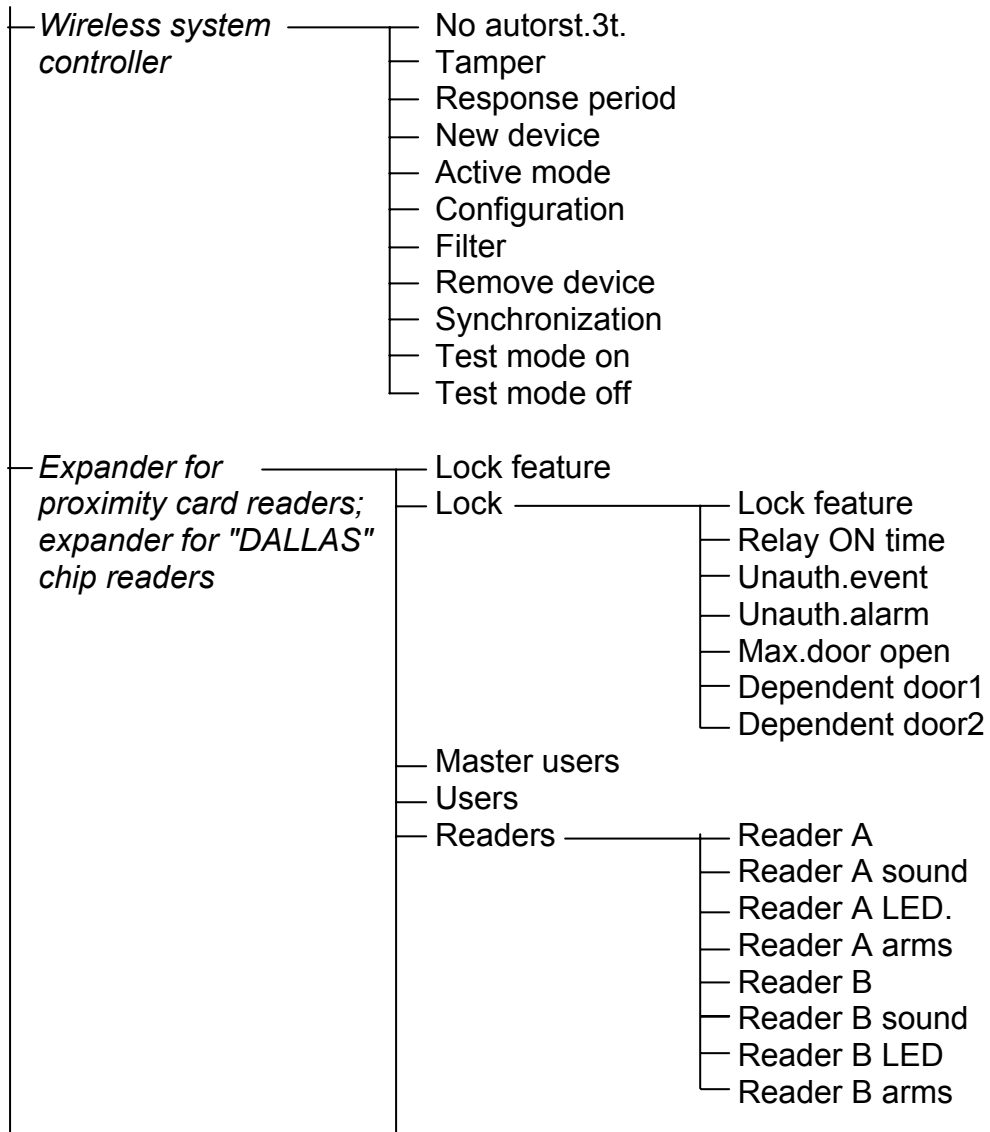 Wireless system
controller
No autorst.3t.
Tamper
Response period
New device
Active mode
Configuration
Filter
Remove device
Synchronization
Test mode on
Test mode off
Expander for
proximity card readers;
expander for "DALLAS"
chip readers
Lock feature
Lock
Lock feature
Relay ON time
Unauth.event
Unauth.alarm
Max.door open
Dependent door1
Dependent door2
Master users
Users
Readers
Reader A
Reader A sound
Reader A LED.
Reader A arms
Reader B
Reader B sound
Reader B LED
Reader B arms